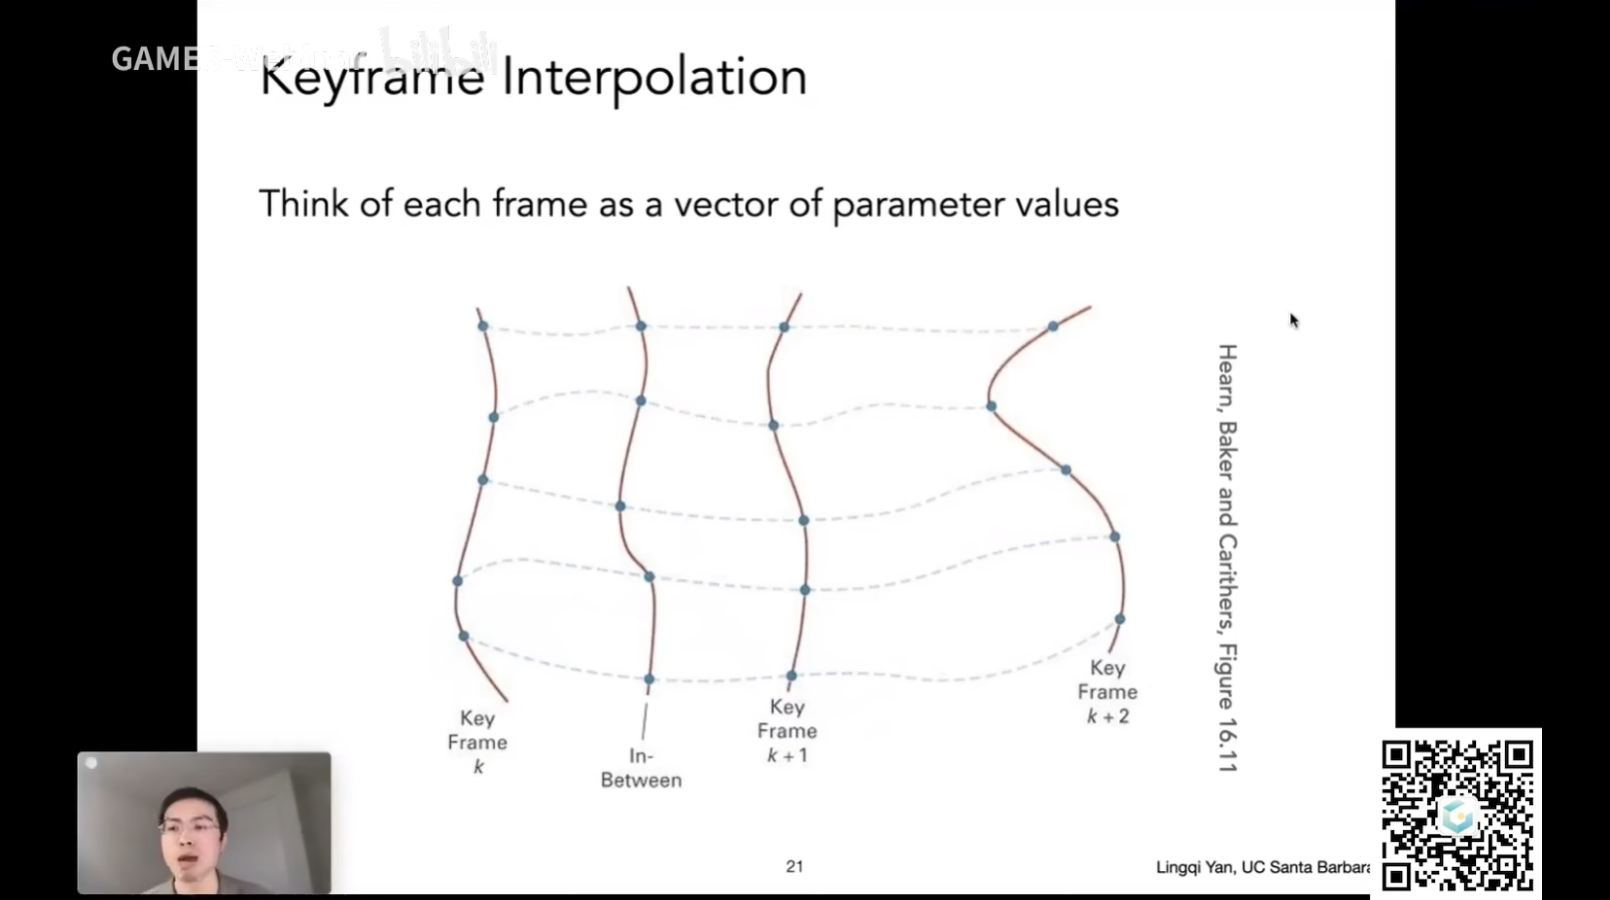 GAMES-Webinar bilibili
Keyframe Interpolation
Think of each frame as a vector of parameter values
Key
Frame
k
In-
Between
Key
Frame
k + 1
Key
Frame
k + 2
Hearn, Baker and Carithers, Figure 16.11
21
Lingqi Yan, UC Santa Barbara